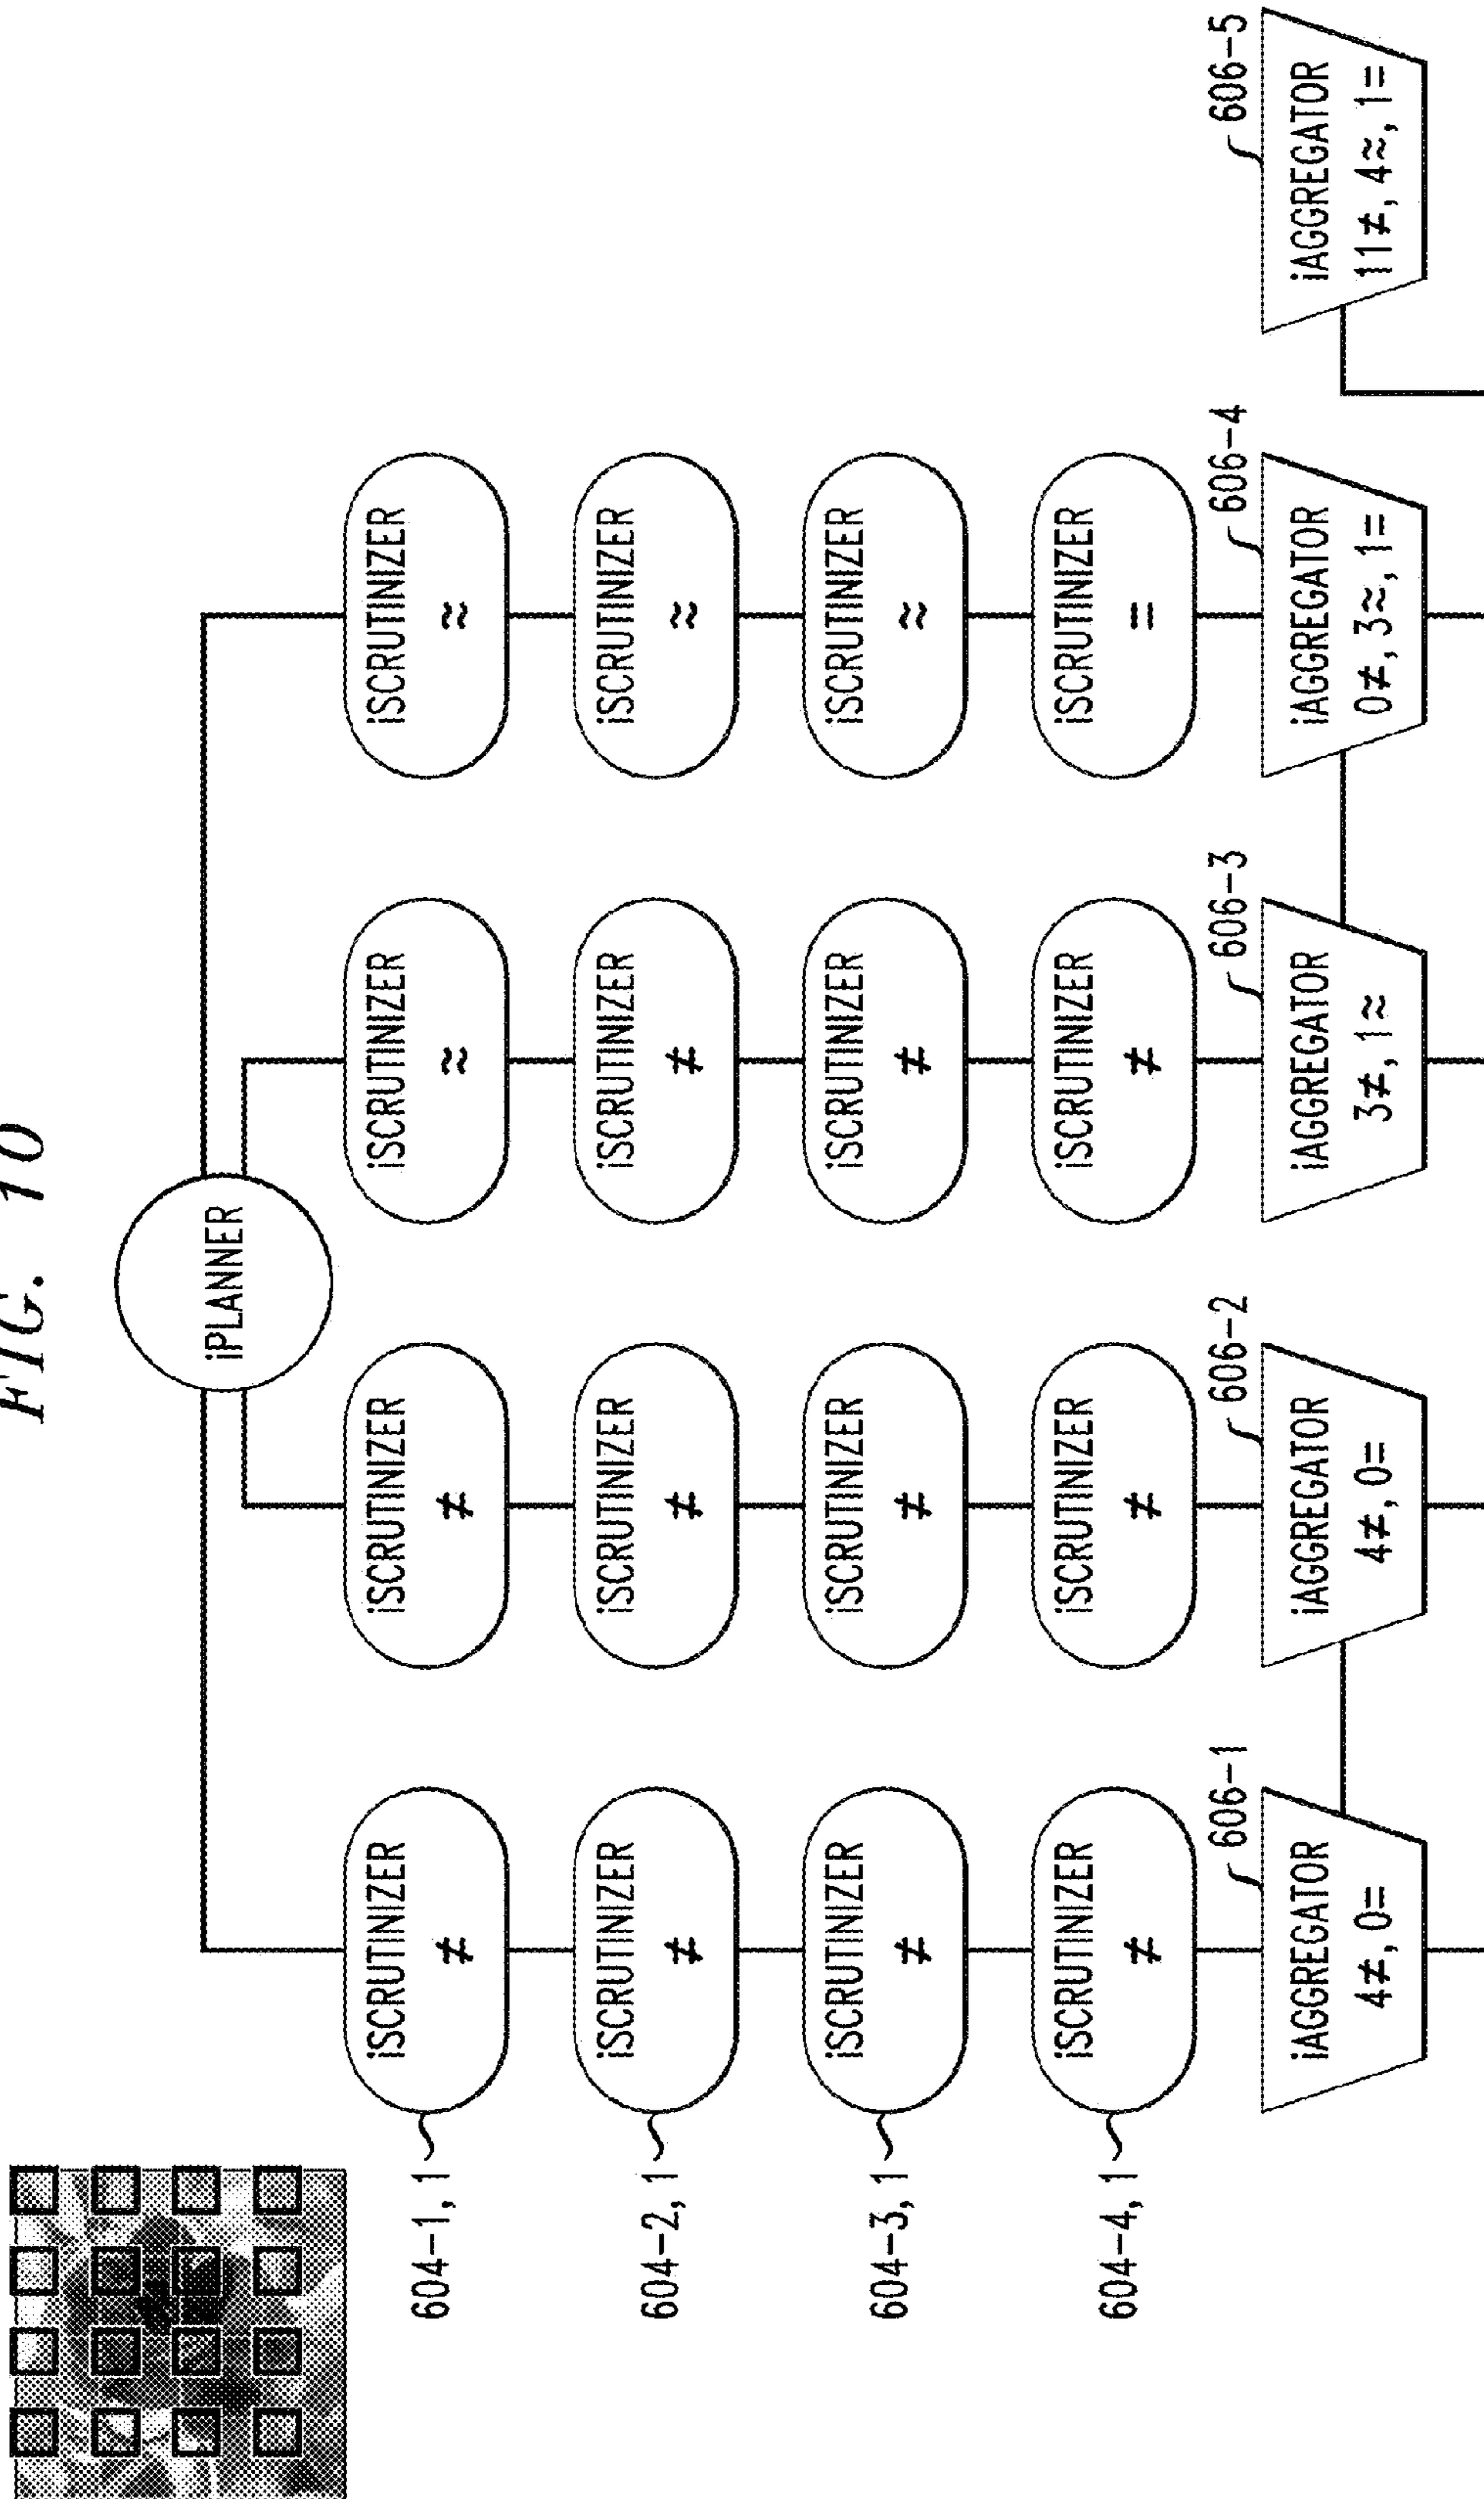 FIG. 10
iPLANNER
604-1, 1
iSCRUTINIZER
≠
iSCRUTINIZER
≠
iSCRUTINIZER
≈
iSCRUTINIZER
≈
604-2, 1
iSCRUTINIZER
≠
iSCRUTINIZER
≠
iSCRUTINIZER
≠
iSCRUTINIZER
≈
604-3, 1
iSCRUTINIZER
≠
iSCRUTINIZER
≠
iSCRUTINIZER
≠
iSCRUTINIZER
≈
604-4, 1
iSCRUTINIZER
≠
iSCRUTINIZER
≠
iSCRUTINIZER
≠
iSCRUTINIZER
=
606-1
iAGGREGATOR
4≠, 0=
606-2
iAGGREGATOR
4≠, 0=
606-3
iAGGREGATOR
3≠, 1≈
606-4
iAGGREGATOR
0≠, 3≈, 1=
606-5
iAGGREGATOR
11≠, 4≈, 1=